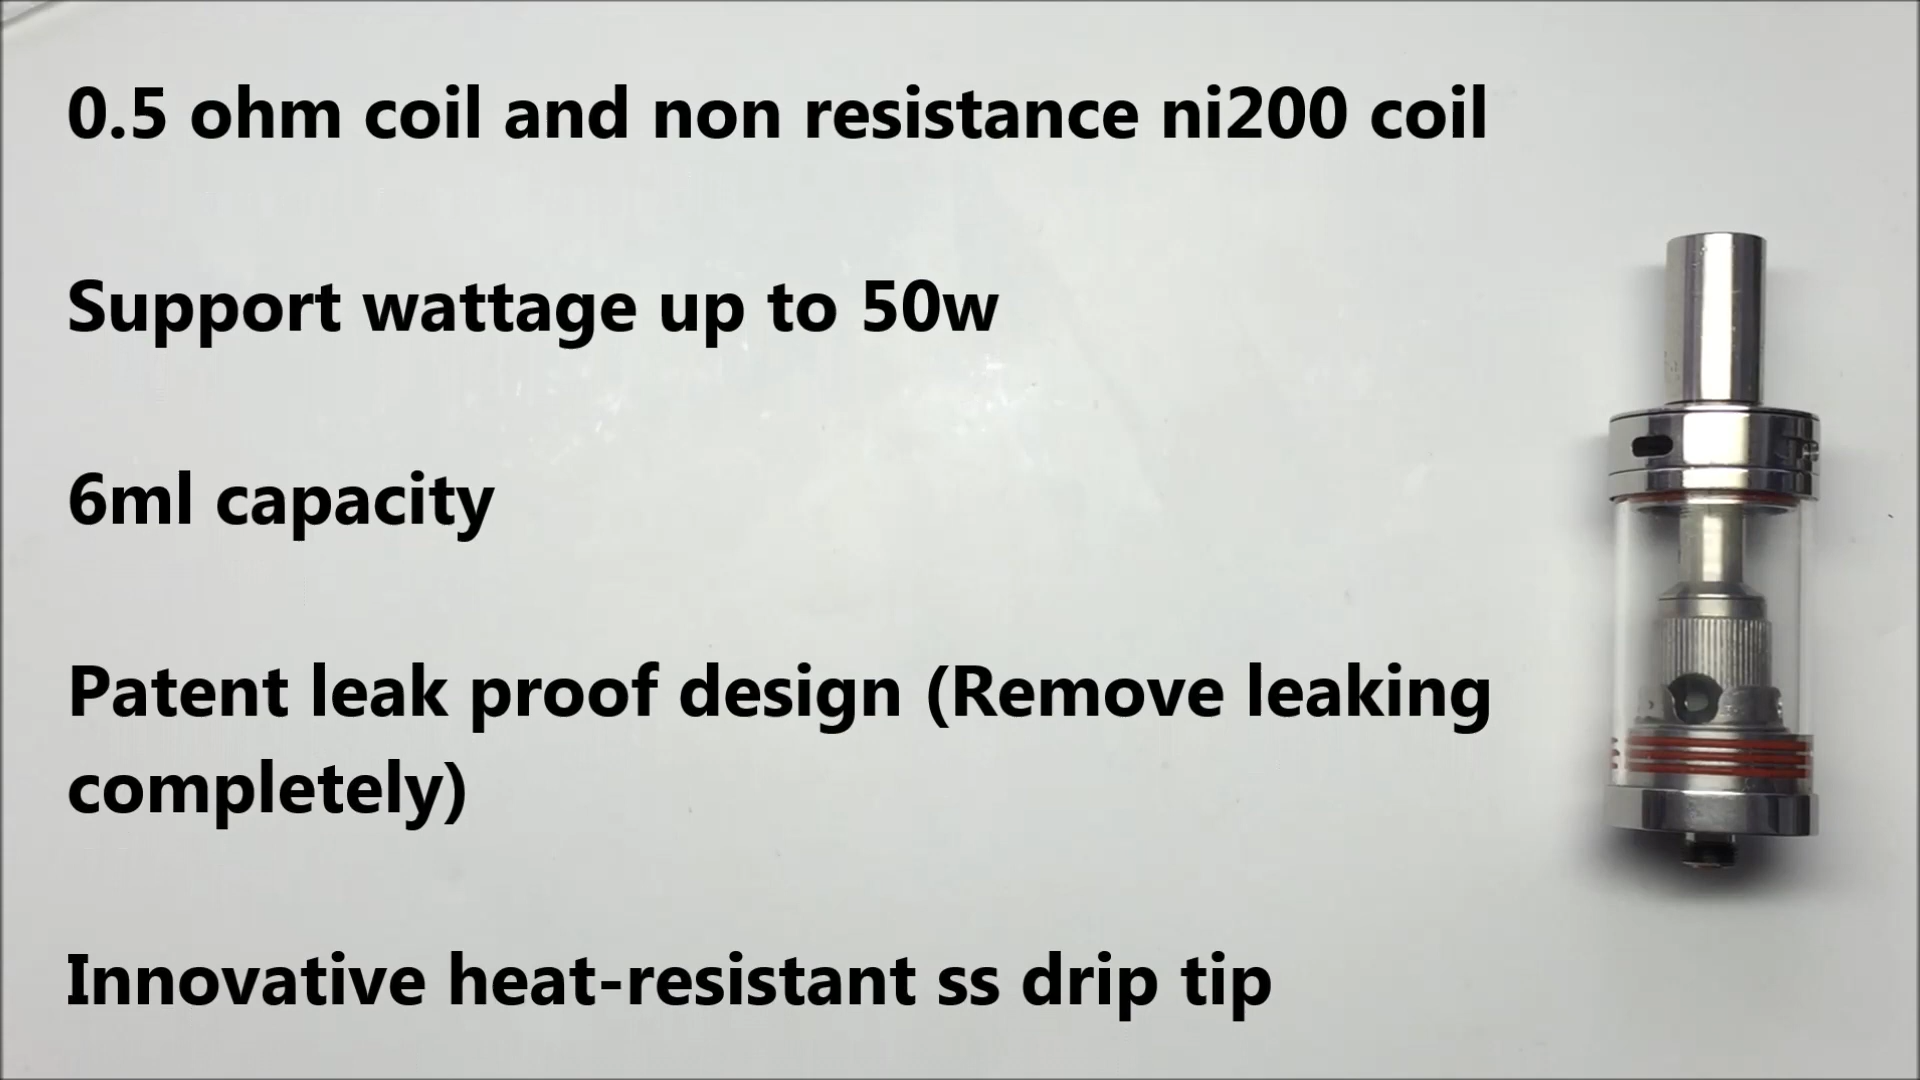 0.5 ohm coil and non resistance ni200 coil
Support wattage up to 50w
6ml capacity
Patent leak proof design (Remove leaking
completely)
Innovative heat-resistant ss drip tip